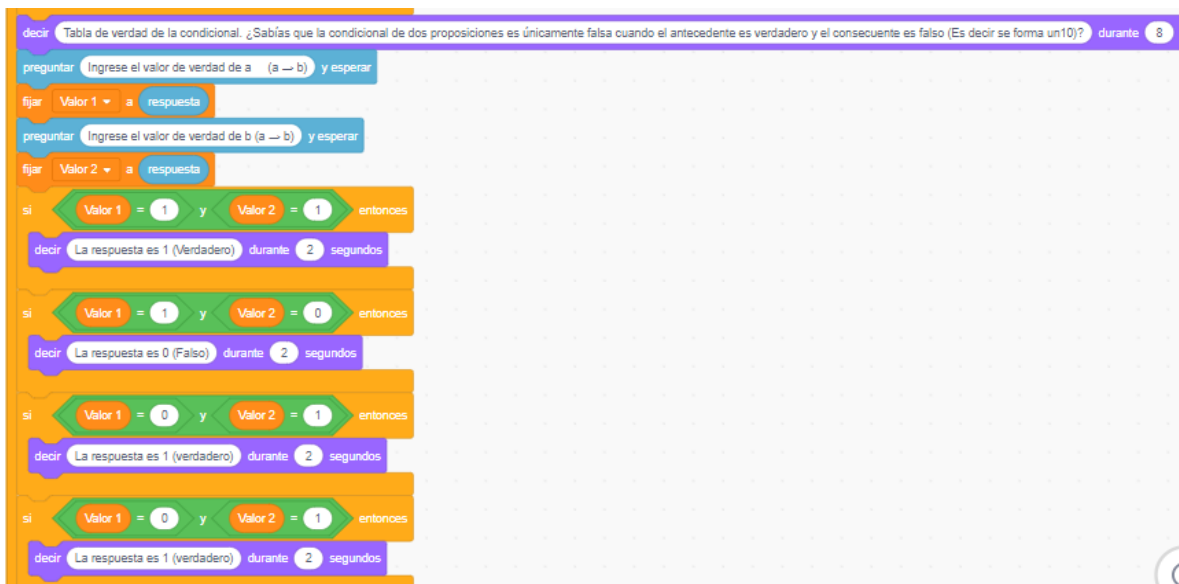 decir Tabla de verdad de la condicional. ¿Sabías que la condicional de dos proposiciones es únicamente falsa cuando el antecedente es verdadero y el consecuente es falso (Es decir se forma un10)? durante 8
preguntar Ingrese el valor de verdad de a (a → b) y esperar
fijar Valor 1 a respuesta
preguntar Ingrese el valor de verdad de b (a → b) y esperar
fijar Valor 2 a respuesta
si Valor 1 = 1 y Valor 2 = 1 entonces
decir La respuesta es 1 (Verdadero) durante 2 segundos
si Valor 1 = 1 y Valor 2 = 0 entonces
decir La respuesta es 0 (Falso) durante 2 segundos
si Valor 1 = 0 y Valor 2 = 1 entonces
decir La respuesta es 1 (verdadero) durante 2 segundos
si Valor 1 = 0 y Valor 2 = 1 entonces
decir La respuesta es 1 (verdadero) durante 2 segundos